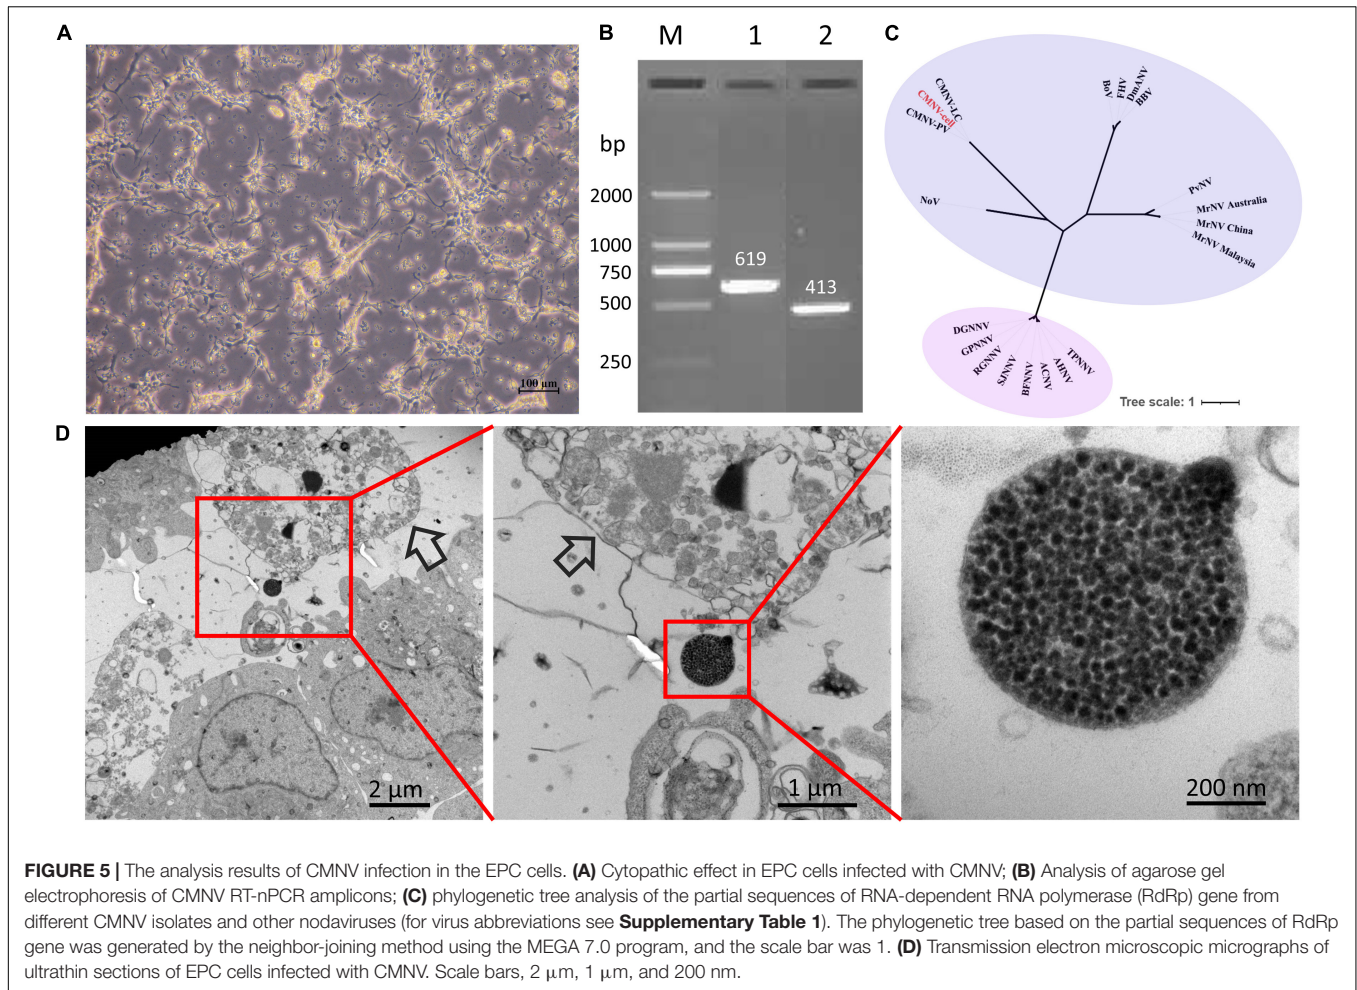 A
100 µm
B
M 1 2
bp
2000
1000
750
500
250
619
413
C
CMNV-LC
CMNV-cell
CMNV-PV
NoV
BoV
FHV
DmANV
BBV
PvNV
MrNV Australia
MrNV China
MrNV Malaysia
DGNNV
GPNNV
RGNNV
SJNNV
BFNNV
ACNV
AHNV
TPNNV
Tree scale: 1
D
2 µm
1 µm
200 nm
FIGURE 5 | The analysis results of CMNV infection in the EPC cells. (A) Cytopathic effect in EPC cells infected with CMNV; (B) Analysis of agarose gel
electrophoresis of CMNV RT-nPCR amplicons; (C) phylogenetic tree analysis of the partial sequences of RNA-dependent RNA polymerase (RdRp) gene from
different CMNV isolates and other nodaviruses (for virus abbreviations see Supplementary Table 1). The phylogenetic tree based on the partial sequences of RdRp
gene was generated by the neighbor-joining method using the MEGA 7.0 program, and the scale bar was 1. (D) Transmission electron microscopic micrographs of
ultrathin sections of EPC cells infected with CMNV. Scale bars, 2 µm, 1 µm, and 200 nm.